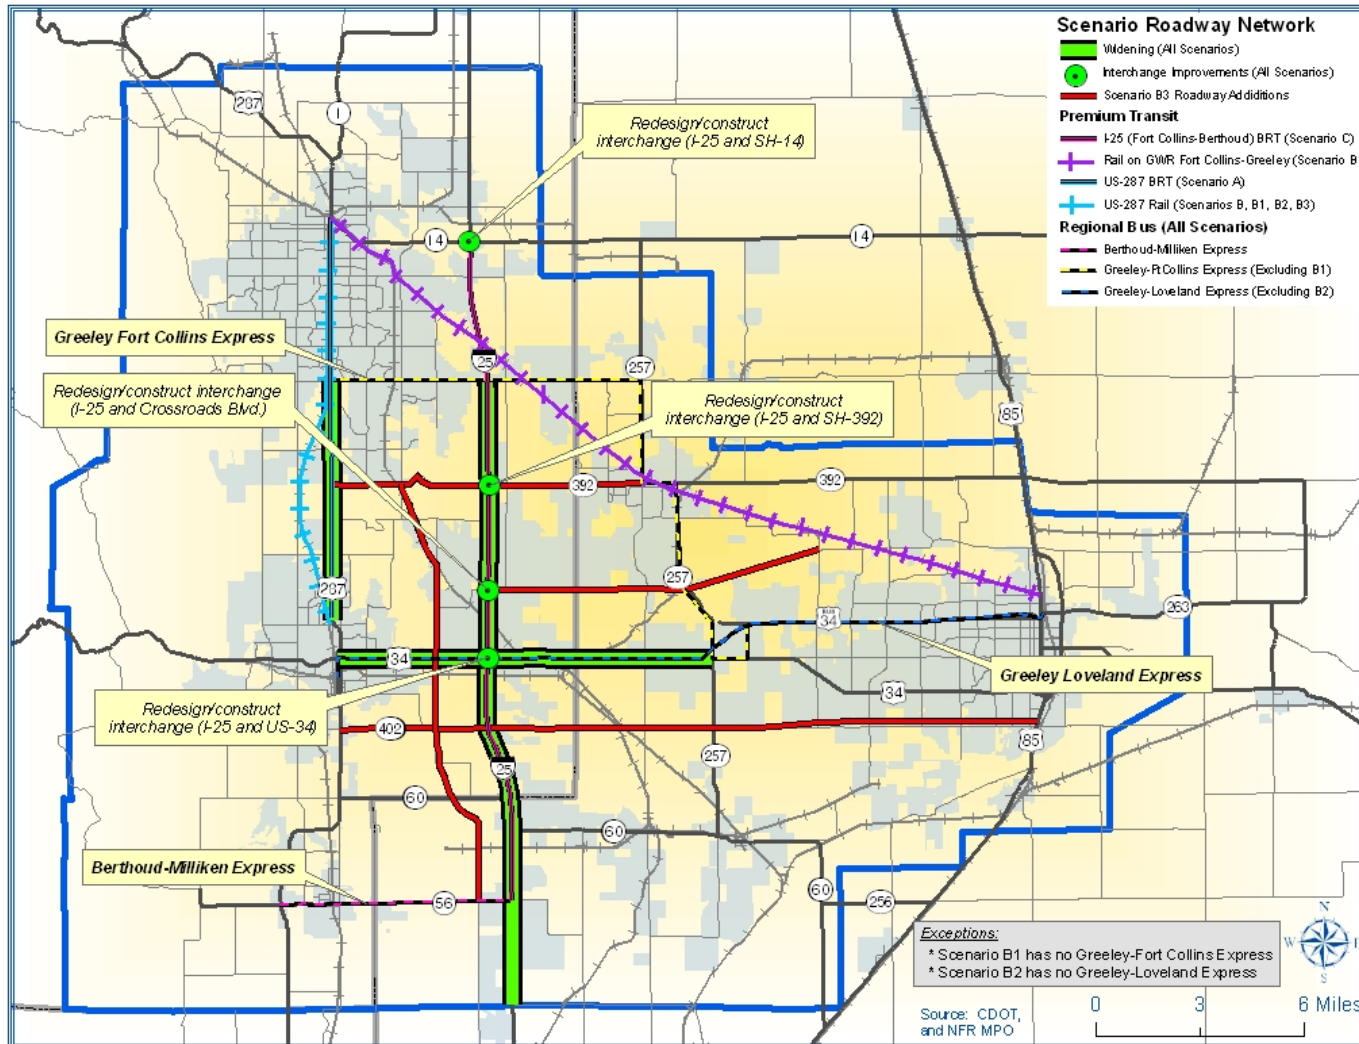 Scenario Roadway Network
Widening (All Scenarios)
Interchange Improvements (All Scenarios)
Scenario B3 Roadway Addditions
Premium Transit
I-25 (Fort Collins-Berthoud) BRT (Scenario C)
Rail on GWR Fort Collins-Greeley (Scenario B
US-287 BRT (Scenario A)
US-287 Rail (Scenarios B, B1, B2, B3)
Regional Bus (All Scenarios)
Berthoud-Milliken Express
Greeley-Ft Collins Express (Excluding B1)
Greeley-Loveland Express (Excluding B2)
287
1
Redesign/construct
interchange (I-25 and SH-14)
14
14
Greeley Fort Collins Express
25
257
Redesign/construct interchange
(I-25 and Crossroads Blvd.)
Redesign/construct
interchange (I-25 and SH-392)
85
392
392
287
257
BUS
34
263
34
Greeley Loveland Express
34
Redesign/construct
interchange (I-25 and US-34)
402
85
257
25
60
60
Berthoud-Milliken Express
60
56
256
Exceptions:
* Scenario B1 has no Greeley-Fort Collins Express
* Scenario B2 has no Greeley-Loveland Express
N
W
E
S
Source: CDOT,
and NFR MPO
0 3 6 Miles